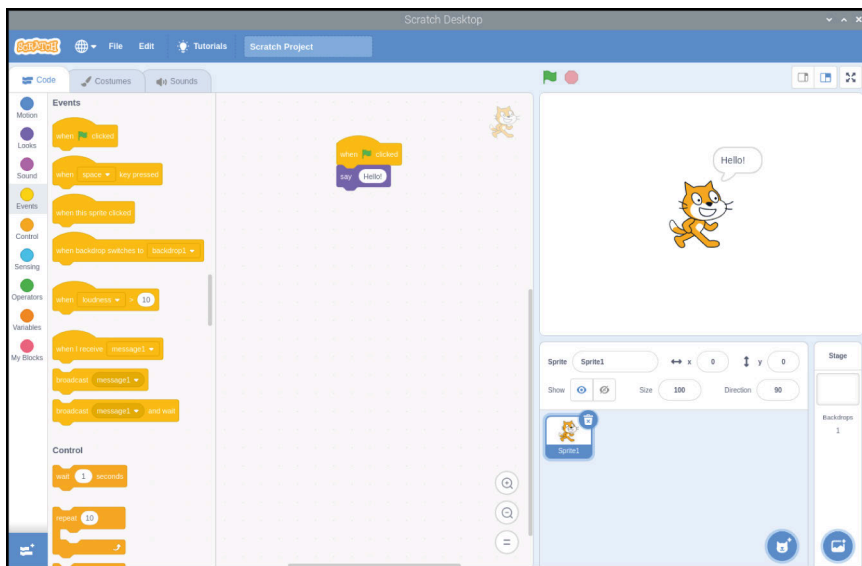 Scratch Desktop
SCRATCH
File Edit Tutorials Scratch Project
Code Costumes Sounds
Motion
Looks
Sound
Events
Control
Sensing
Operators
Variables
My Blocks
Events
when clicked
when space key pressed
when this sprite clicked
when backdrop switches to backdrop1
when loudness > 10
when I receive message1
broadcast message1
broadcast message1 and wait
Control
wait 1 seconds
repeat 10
when clicked
say Hello!
Hello!
Sprite Sprite1 x 0 y 0
Show Size 100 Direction 90
Sprite1
Stage
Backdrops
1